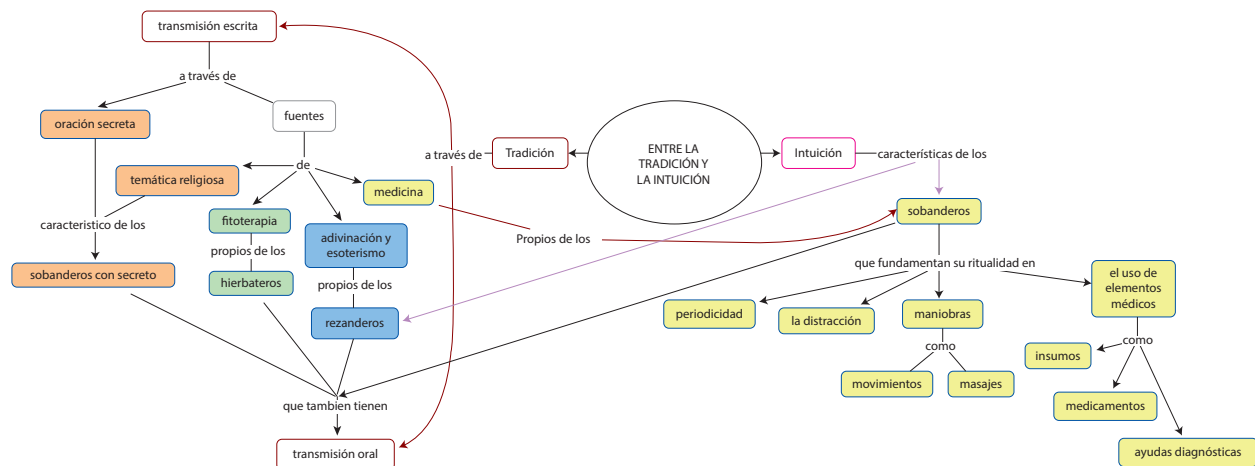 transmisión escrita
a través de
oración secreta
fuentes
temática religiosa
de
medicina
caracteristico de los
fitoterapia
adivinación y
esoterismo
propios de los
sobanderos con secreto
hierbateros
propios de los
rezanderos
que tambien tienen
transmisión oral
a través de
Tradición
ENTRE LA
TRADICIÓN Y
LA INTUICIÓN
Intuición
características de los
Propios de los
sobanderos
que fundamentan su ritualidad en
periodicidad
la distracción
maniobras
el uso de
elementos
médicos
como
como
movimientos
masajes
insumos
medicamentos
ayudas diagnósticas